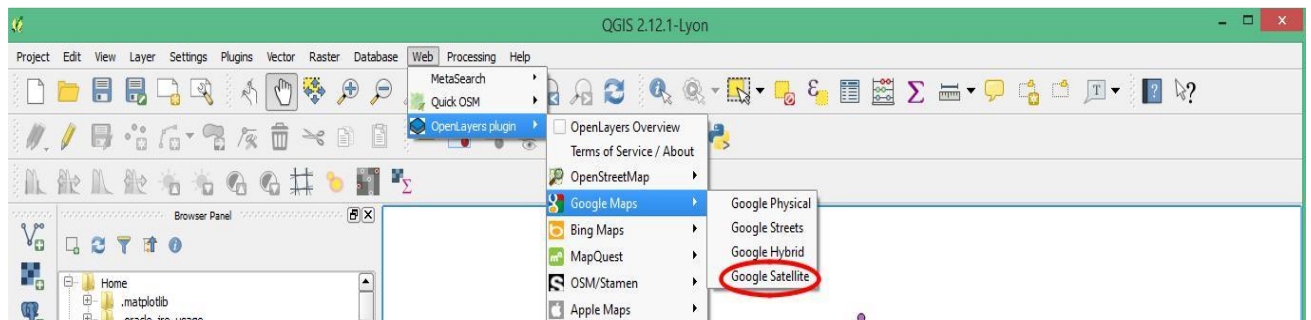 QGIS 2.12.1-Lyon
Project Edit View Layer Settings Plugins Vector Raster Database Web Processing Help
MetaSearch
Quick OSM
OpenLayers plugin
OpenLayers Overview
Terms of Service / About
OpenStreetMap
Google Maps
Google Physical
Google Streets
Bing Maps
Google Hybrid
MapQuest
Google Satellite
OSM/Stamen
Apple Maps
Browser Panel
Home
.matplotlib